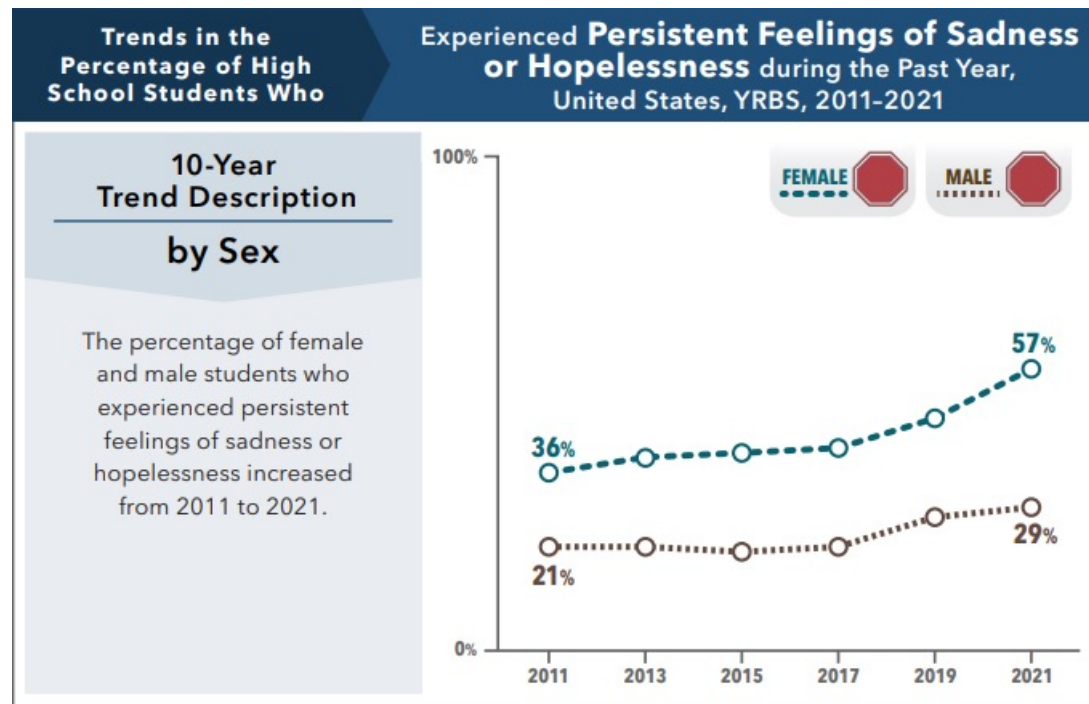 Trends in the
Percentage of High
School Students Who
Experienced Persistent Feelings of Sadness
or Hopelessness during the Past Year,
United States, YRBS, 2011–2021
10-Year
Trend Description
by Sex
The percentage of female
and male students who
experienced persistent
feelings of sadness or
hopelessness increased
from 2011 to 2021.
100%
FEMALE
MALE
57%
36%
29%
21%
0%
2011 2013 2015 2017 2019 2021